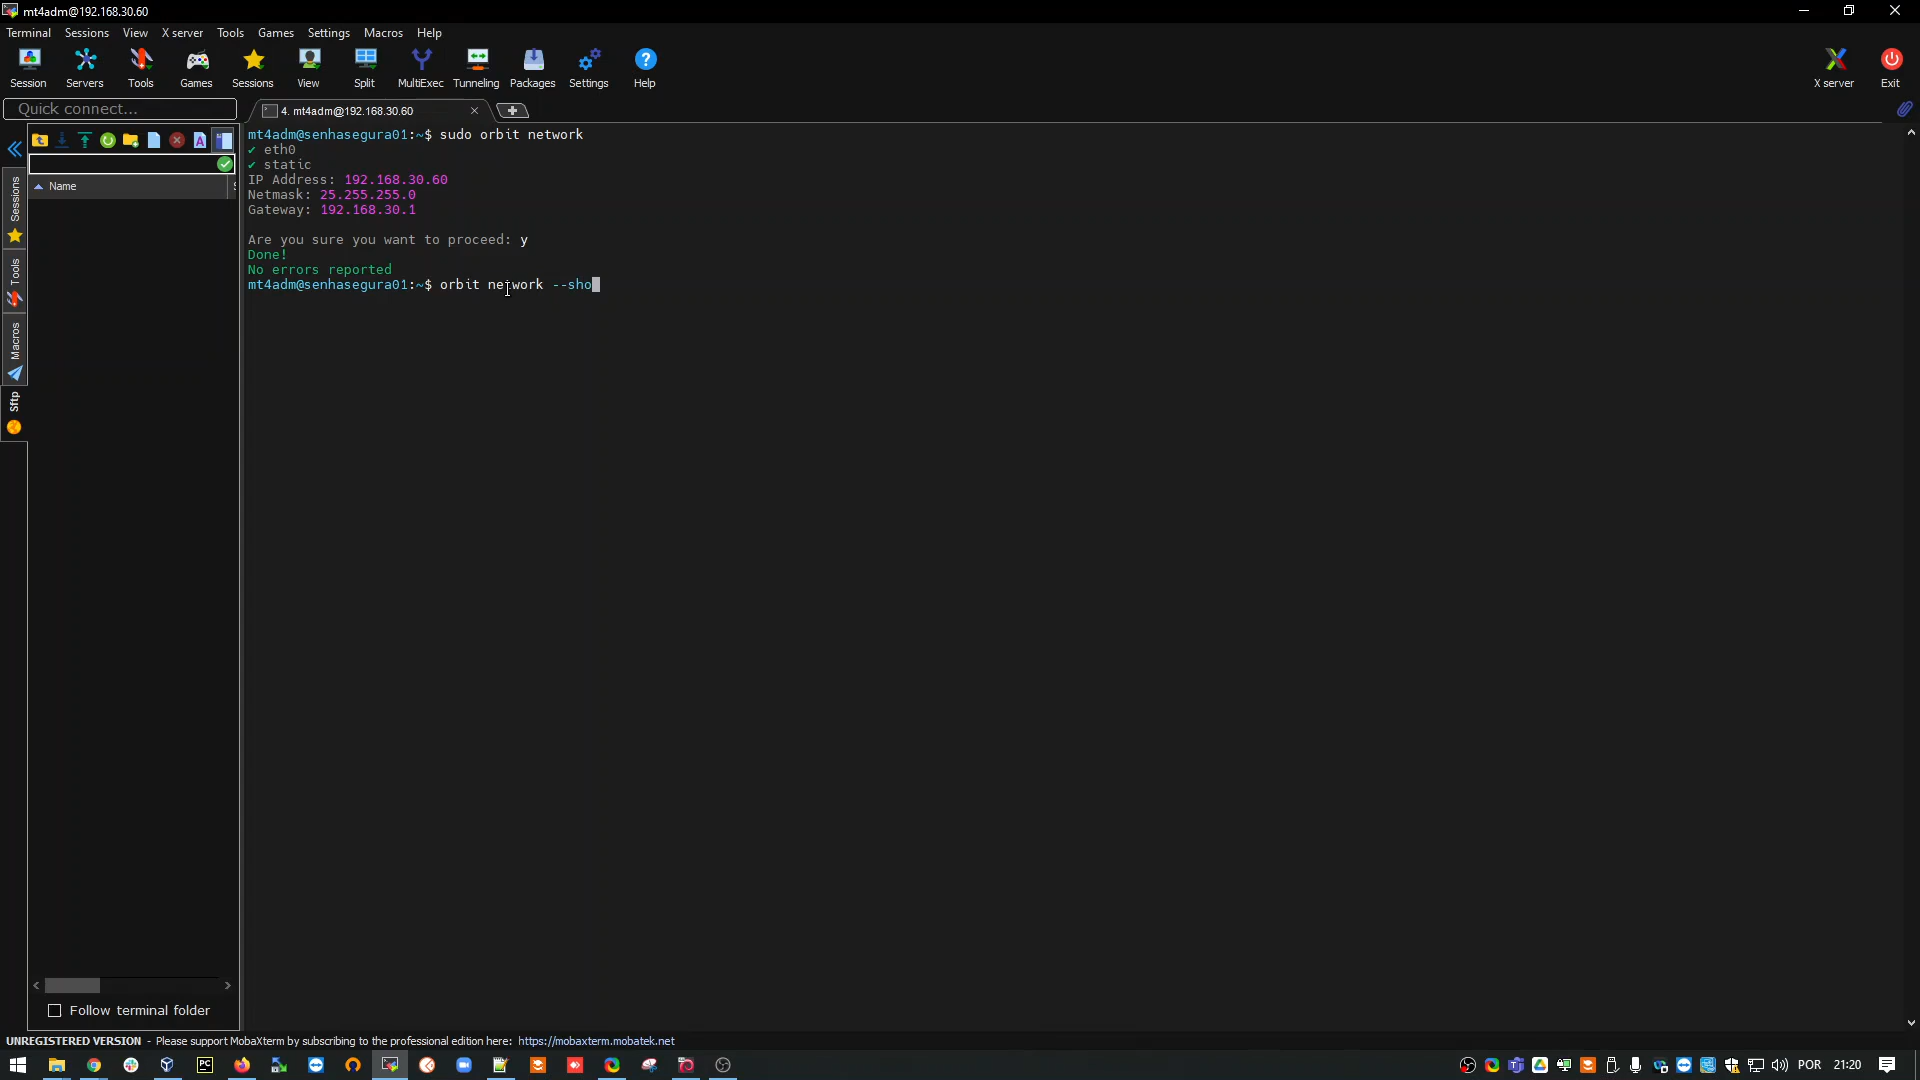 mt4adm@192.168.30.60
Terminal Sessions View X server Tools Games Settings Macros Help
Session Servers Tools Games Sessions View Split MultiExec Tunneling Packages Settings Help X server Exit
Quick connect...
4. mt4adm@192.168.30.60
Name
Sessions
Tools
Macros
Sftp
mt4adm@senhasegura01:~$ sudo orbit network
✔ eth0
✔ static
IP Address: 192.168.30.60
Netmask: 25.255.255.0
Gateway: 192.168.30.1
Are you sure you want to proceed: y
Done!
No errors reported
mt4adm@senhasegura01:~$ orbit network --sho
Follow terminal folder
UNREGISTERED VERSION - Please support MobaXterm by subscribing to the professional edition here: https://mobaxterm.mobatek.net
POR 21:20